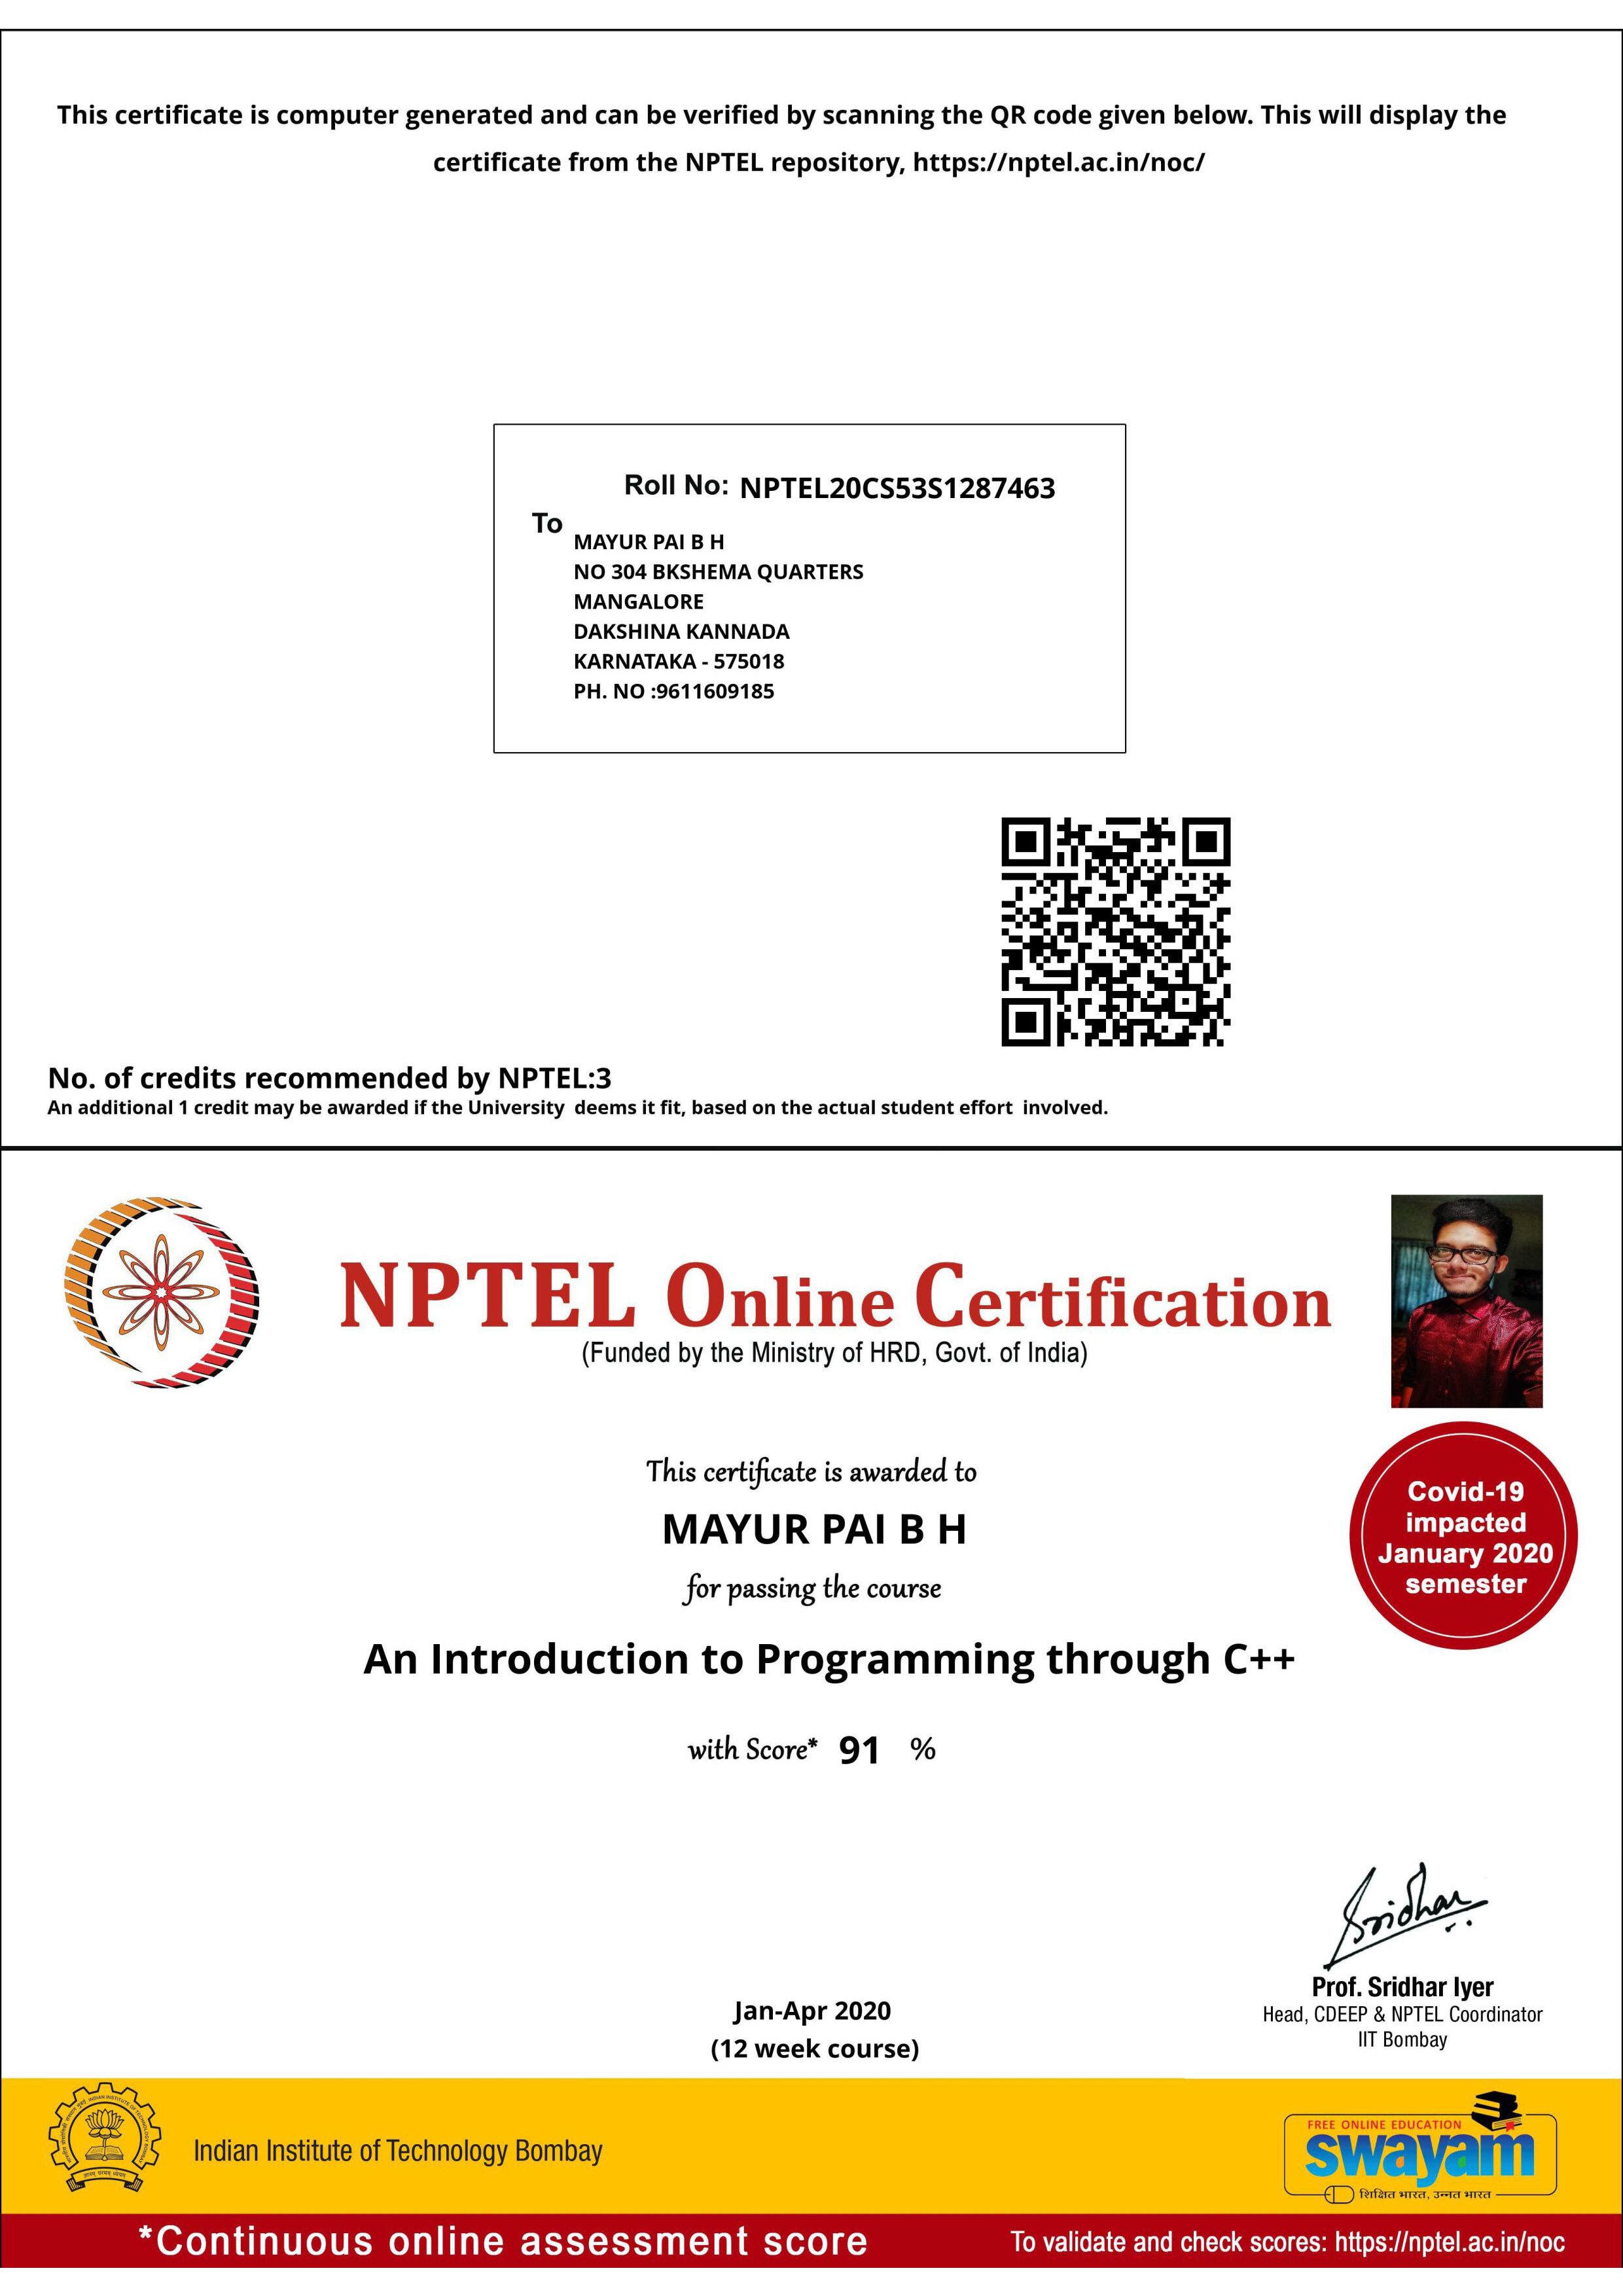 This certificate is computer generated and can be verified by scanning the QR code given below. This will display the
certificate from the NPTEL repository, https://nptel.ac.in/noc/
Roll No: NPTEL20CS53S1287463
To
MAYUR PAI B H
NO 304 BKSHEMA QUARTERS
MANGALORE
DAKSHINA KANNADA
KARNATAKA - 575018
PH. NO :9611609185
No. of credits recommended by NPTEL:3
An additional 1 credit may be awarded if the University deems it fit, based on the actual student effort involved.
NPTEL Online Certification
(Funded by the Ministry of HRD, Govt. of India)
This certificate is awarded to
MAYUR PAI B H
for passing the course
An Introduction to Programming through C++
with Score* 91 %
Covid-19
impacted
January 2020
semester
Sridhar
Prof. Sridhar Iyer
Head, CDEEP & NPTEL Coordinator
IIT Bombay
Jan-Apr 2020
(12 week course)
Indian Institute of Technology Bombay
FREE ONLINE EDUCATION
swayam
शिक्षित भारत, उन्नत भारत
*Continuous online assessment score
To validate and check scores: https://nptel.ac.in/noc